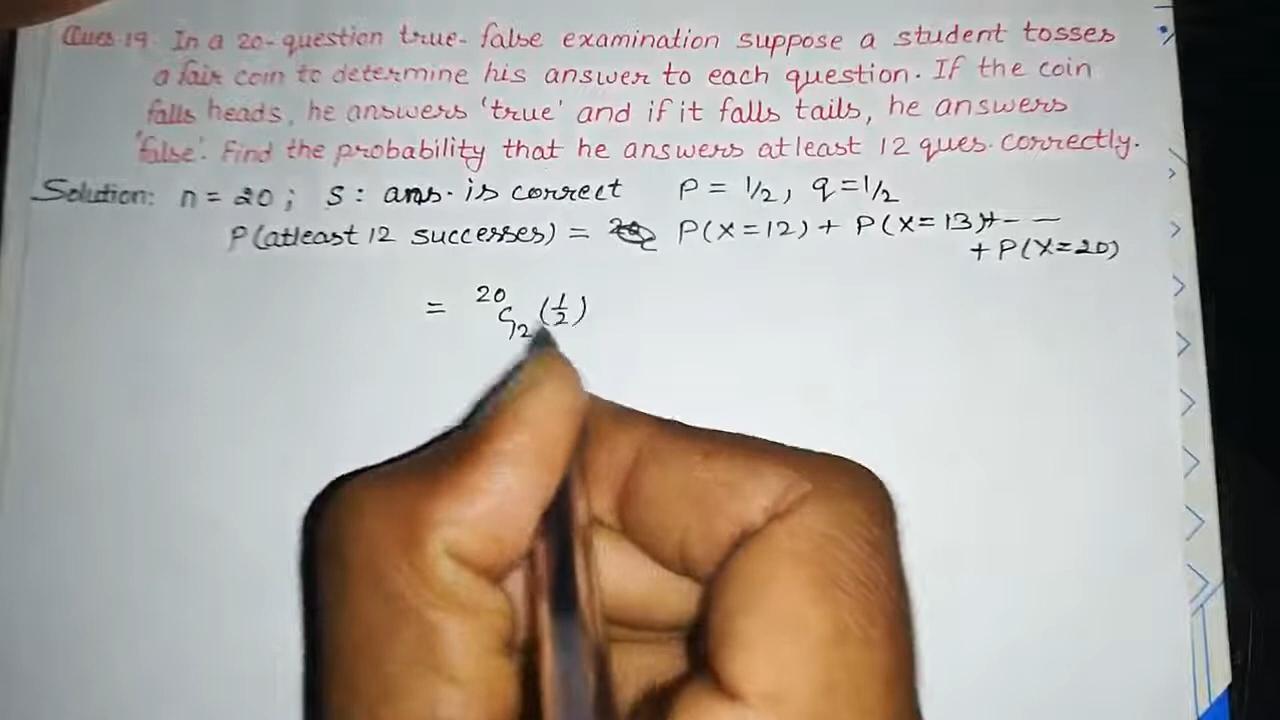 Ques.19. In a 20-question true-false examination suppose a student tosses
a fair coin to determine his answer to each question. If the coin
falls heads, he answers 'true' and if it falls tails, he answers
'false'. Find the probability that he answers atleast 12 ques. correctly.
Solution: n = 20 ; S : ans. is correct P = 1/2, q = 1/2
P(atleast 12 successes) = P(X=12) + P(X=13)+ - - -
+ P(X=20)
= ²⁰C₁₂ (1/2)